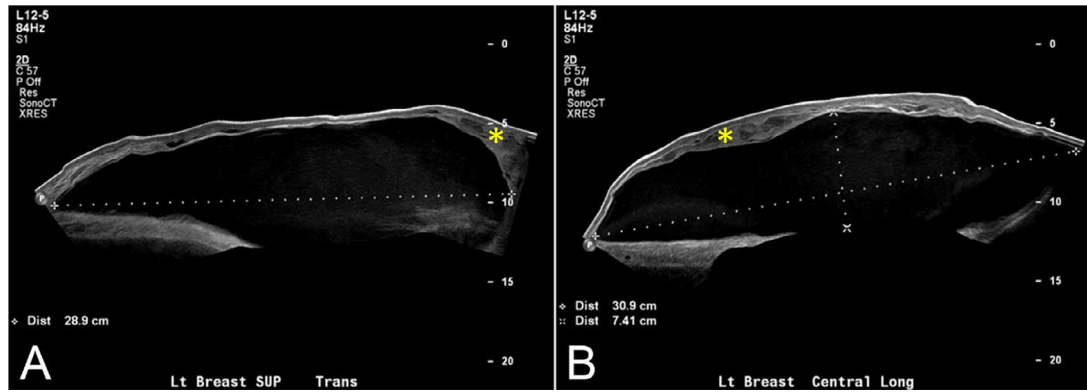 L12-5
84Hz
S1
2D
C 57
P Off
Res
SonoCT
XRES
0
5
10
15
20
P
Dist 28.9 cm
A
Lt Breast SUP Trans
L12-5
84Hz
S1
2D
C 57
P Off
Res
SonoCT
XRES
0
5
10
15
20
P
Dist 30.9 cm
Dist 7.41 cm
B
Lt Breast Central Long